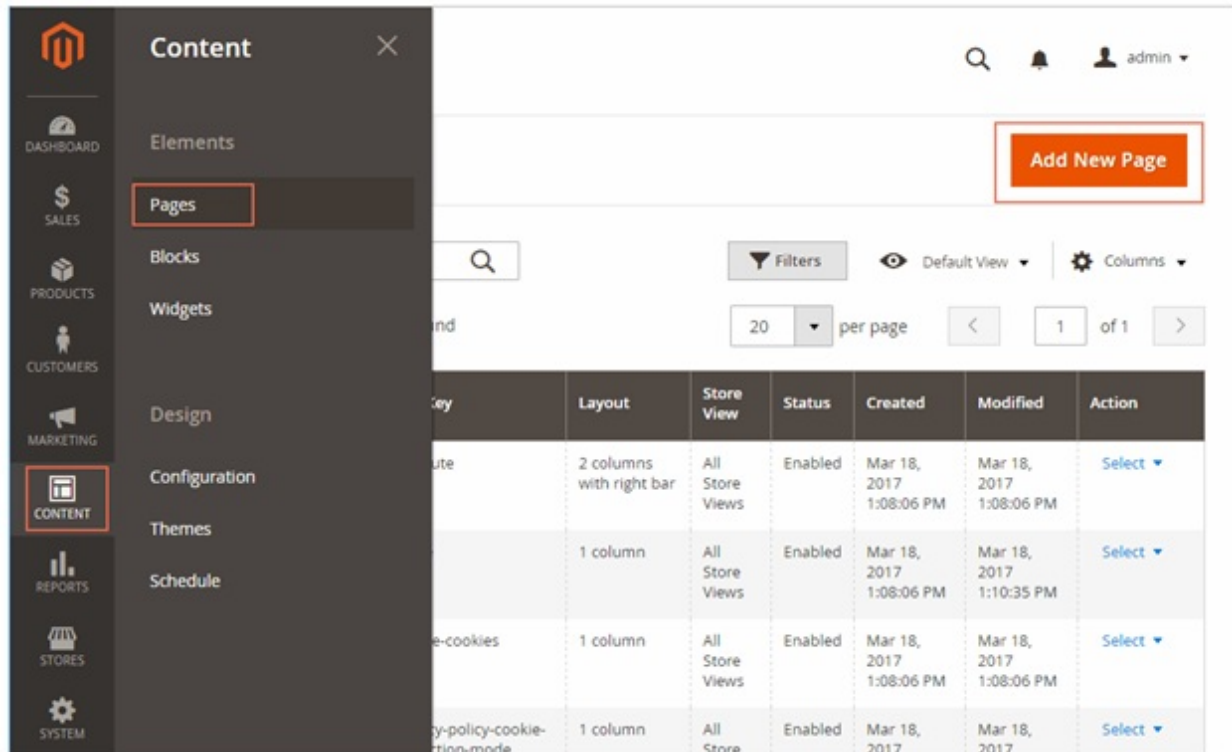 Content
admin
DASHBOARD
Elements
Add New Page
SALES
Pages
Blocks
Filters
Default View
Columns
PRODUCTS
Widgets
20
per page
1
of 1
CUSTOMERS
Layout
Store
View
Status
Created
Modified
Action
Design
MARKETING
2 columns
with right bar
All
Store
Views
Enabled
Mar 18,
2017
1:08:06 PM
Mar 18,
2017
1:08:06 PM
Select
Configuration
CONTENT
Themes
1 column
All
Store
Views
Enabled
Mar 18,
2017
1:08:06 PM
Mar 18,
2017
1:10:35 PM
Select
REPORTS
Schedule
e-cookies
1 column
All
Store
Views
Enabled
Mar 18,
2017
1:08:06 PM
Mar 18,
2017
1:08:06 PM
Select
STORES
SYSTEM
cy-policy-cookie-
1 column
All
Store
Enabled
Mar 18,
2017
Mar 18,
2017
Select